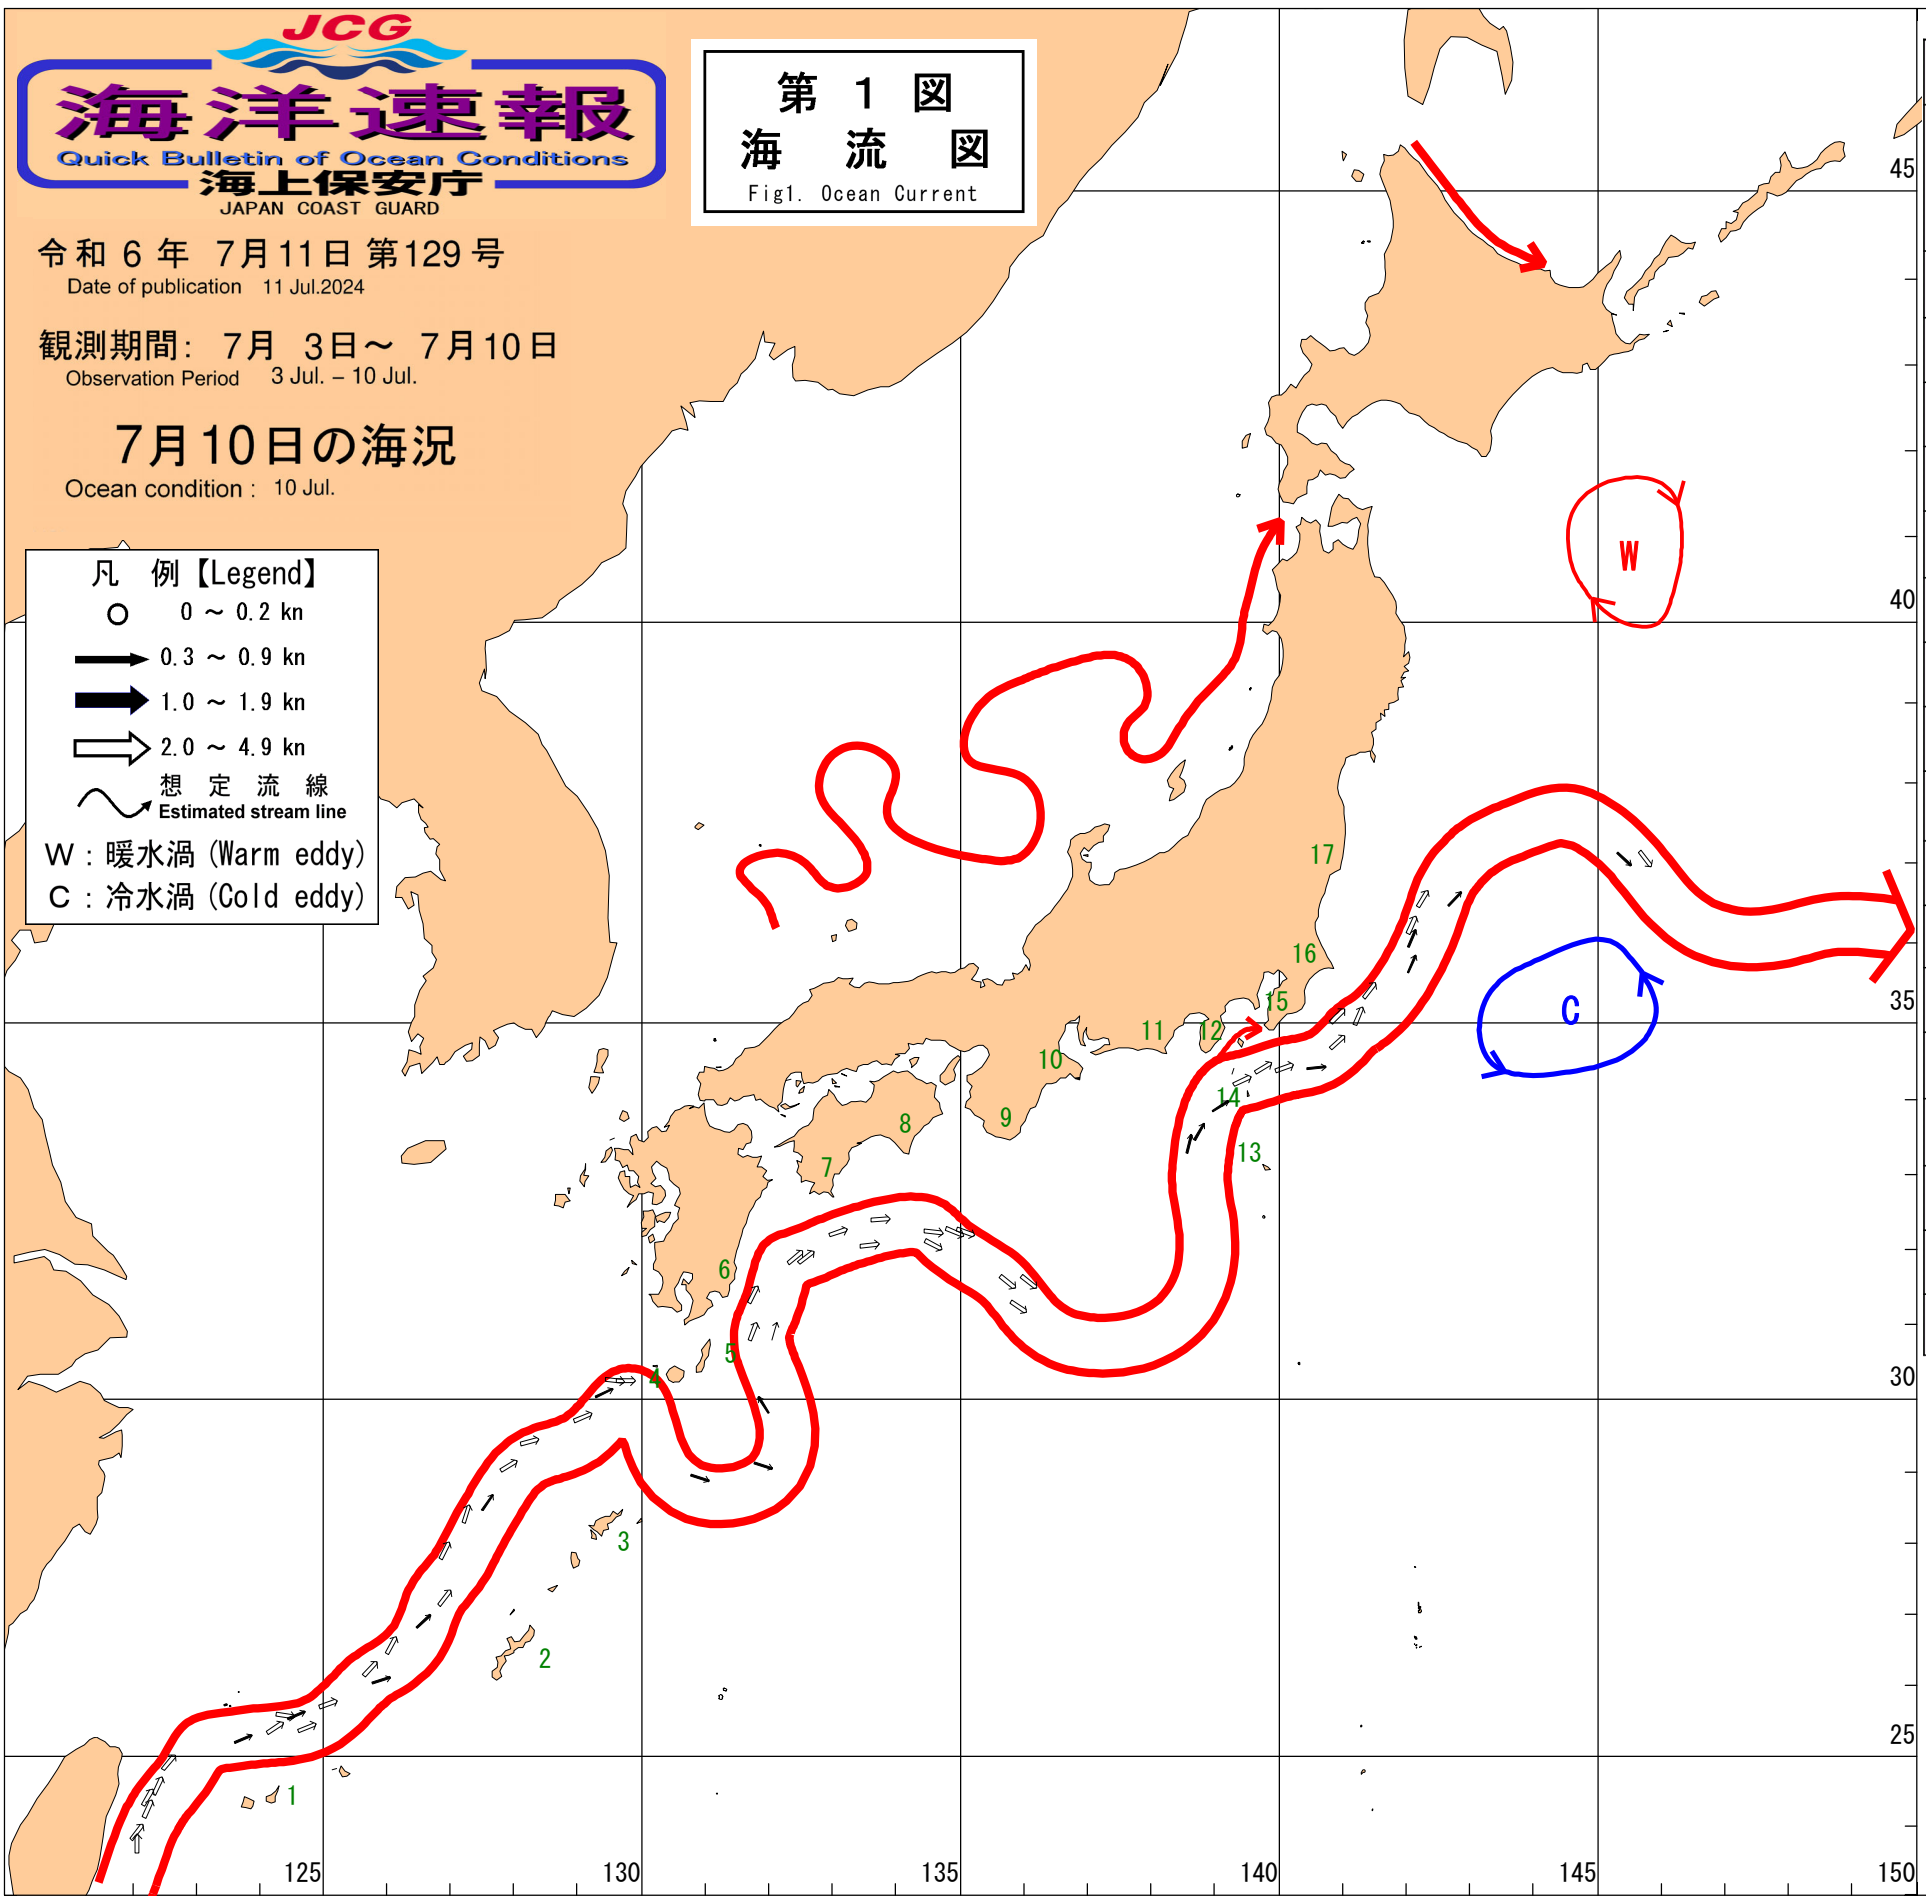 JCG
海洋速報
Quick Bulletin of Ocean Conditions
海上保安庁
JAPAN COAST GUARD
令和 6 年 7月11日 第129号
Date of publication 11 Jul.2024
観測期間: 7月 3日～ 7月10日
Observation Period 3 Jul. – 10 Jul.
7月10日の海況
Ocean condition : 10 Jul.
第 1 図
海 流 図
Fig1. Ocean Current
凡 例【Legend】
0 ～ 0.2 kn
0.3 ～ 0.9 kn
1.0 ～ 1.9 kn
2.0 ～ 4.9 kn
想 定 流 線
Estimated stream line
W : 暖水渦 (Warm eddy)
C : 冷水渦 (Cold eddy)
45
W
40
17
16
35
15
C
12
11
10
14
9
8
13
7
6
5
4
30
3
2
25
1
125
130
135
140
145
150